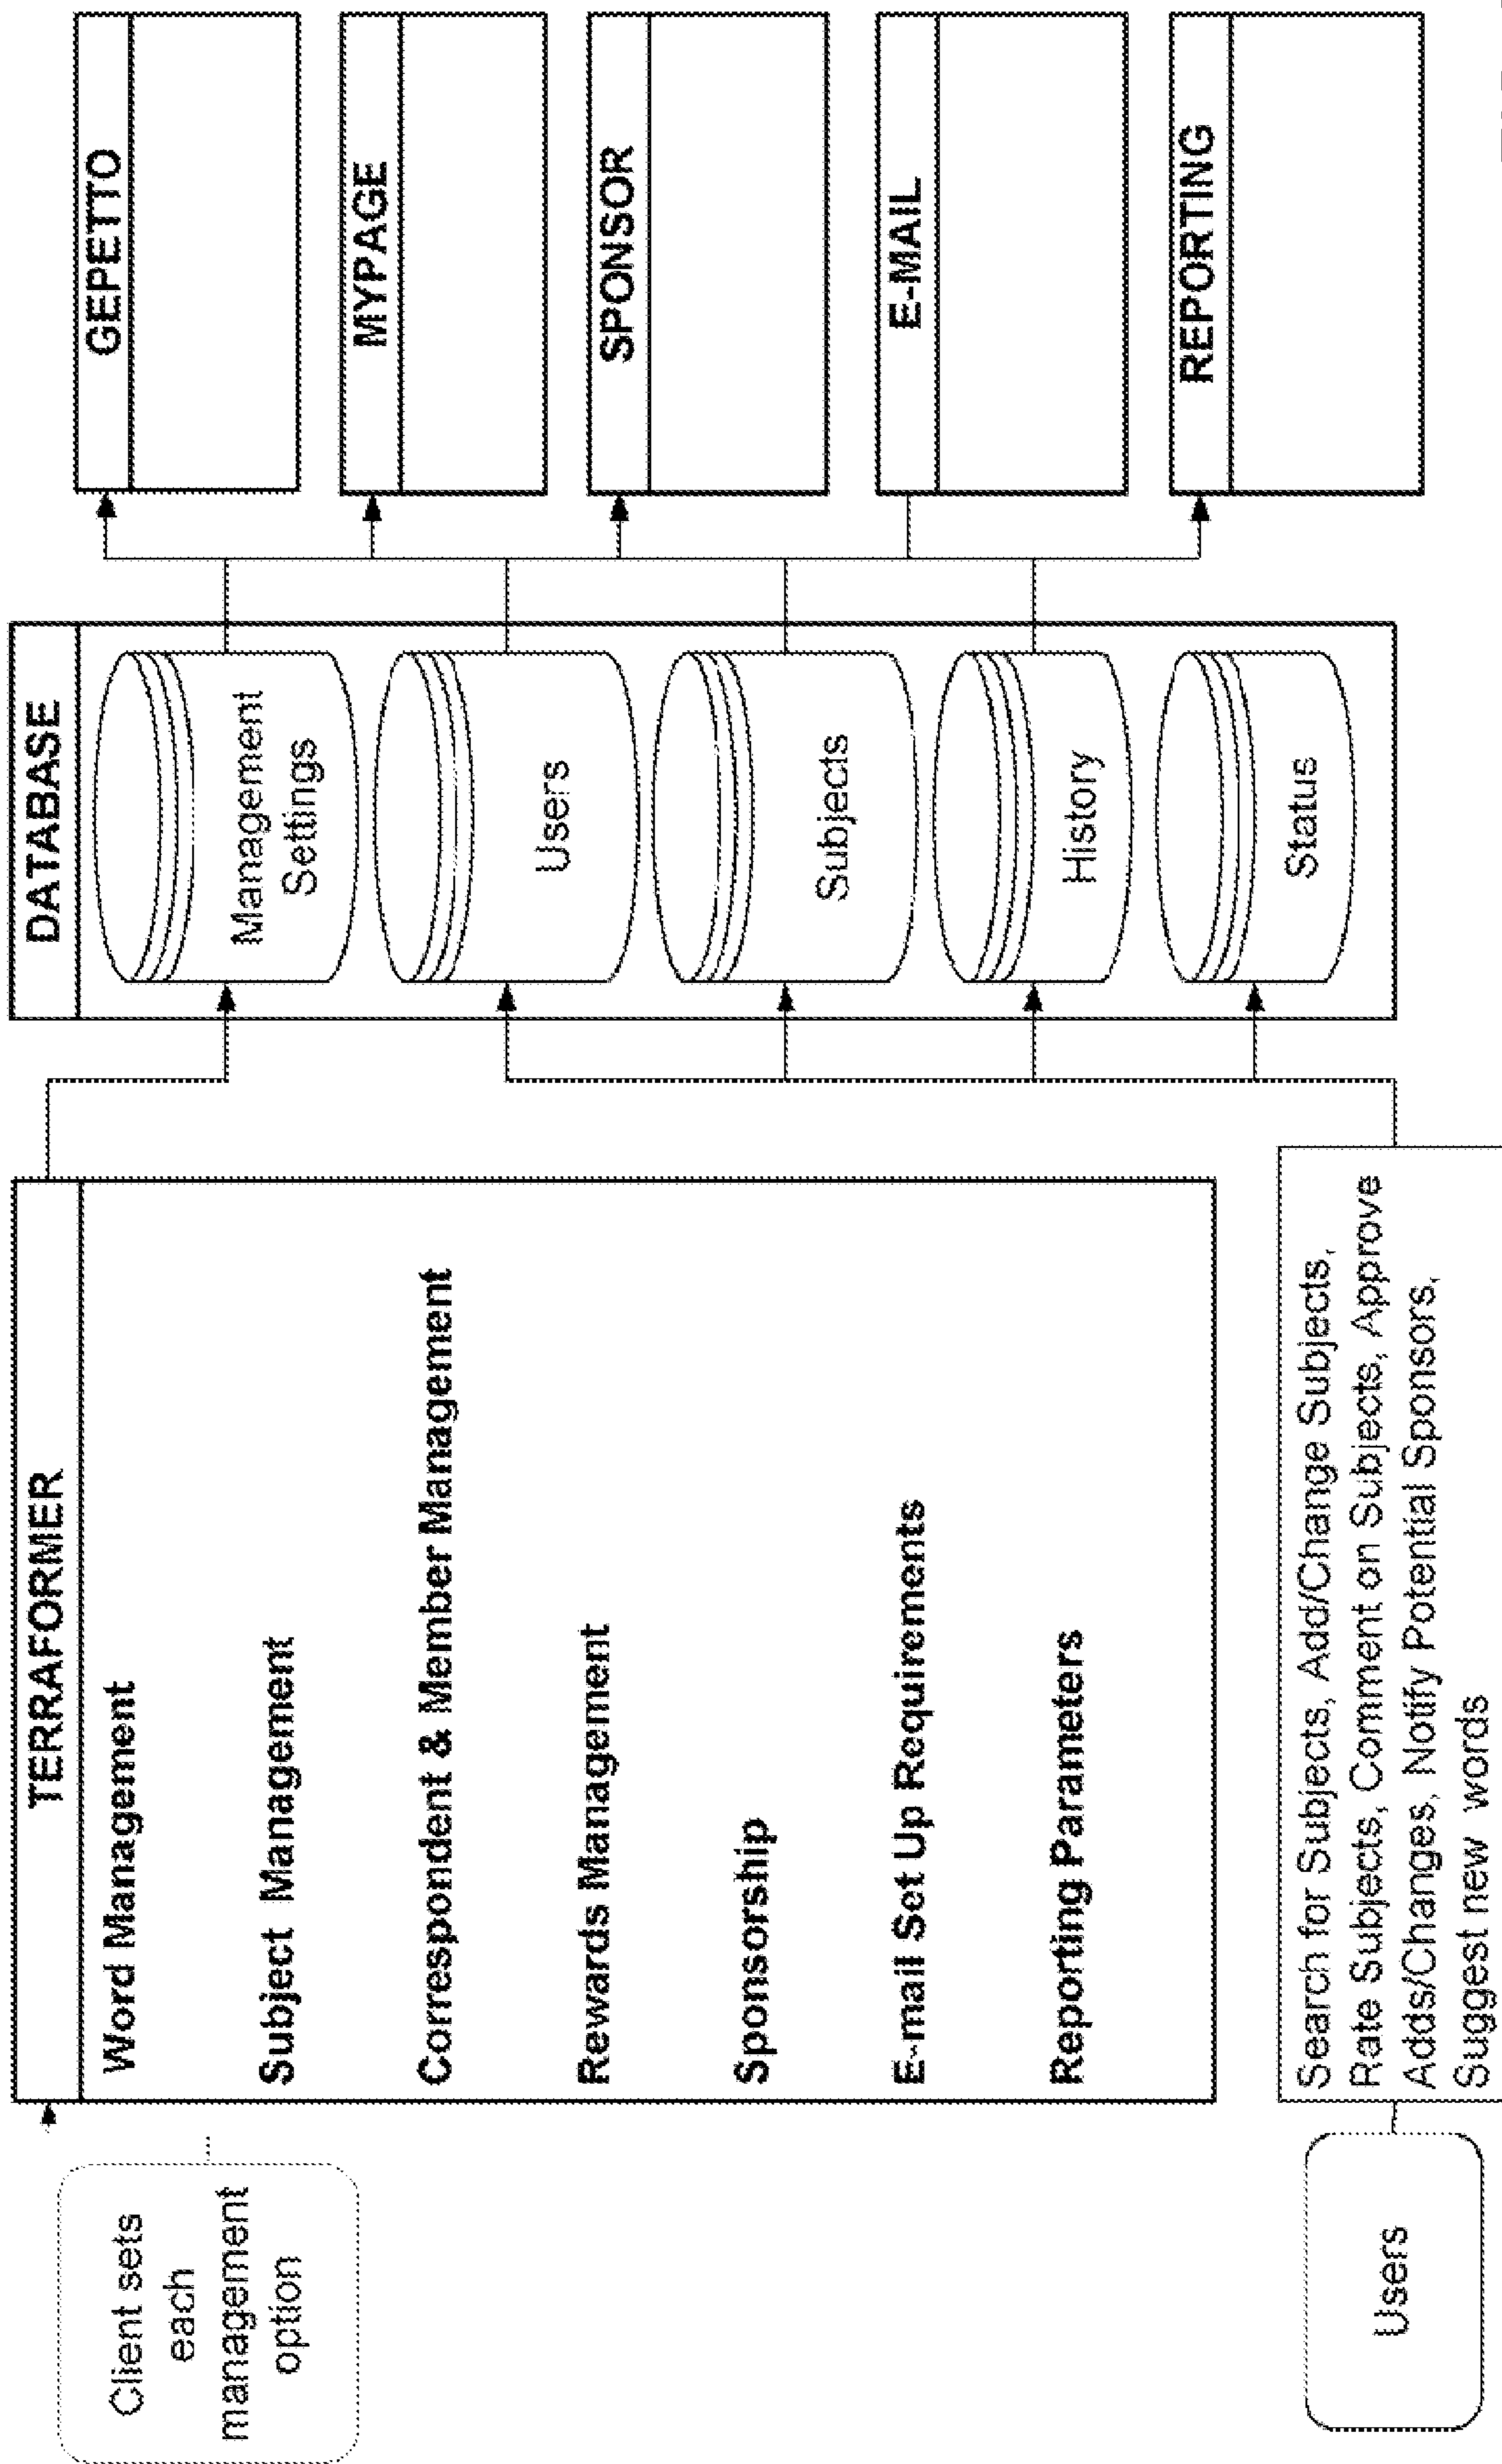 Client sets
each
management
option
TERRAFORMER
Word Management
Subject Management
Correspondent & Member Management
Rewards Management
Sponsorship
E-mail Set Up Requirements
Reporting Parameters
Users
Search for Subjects, Add/Change Subjects,
Rate Subjects, Comment on Subjects, Approve
Adds/Changes, Notify Potential Sponsors,
Suggest new words
DATABASE
Management
Settings
Users
Subjects
History
Status
GEPETTO
MYPAGE
SPONSOR
E-MAIL
REPORTING